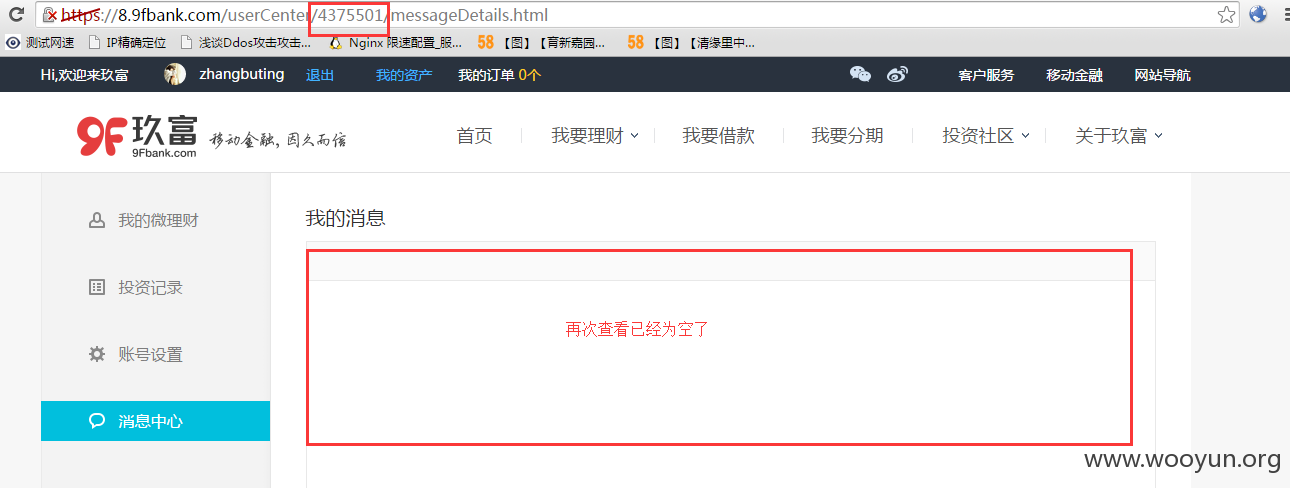 https://8.9fbank.com/userCenter/4375501/messageDetails.html
测试网速 IP精确定位 浅谈Ddos攻击攻击... Nginx 限速配置_服... 58 【图】【育新嘉园... 58 【图】【清缘里中...
Hi,欢迎来玖富 zhangbuting 退出 我的资产 我的订单 0个 客户服务 移动金融 网站导航
9F 玖富 9Fbank.com 移动金融, 因久而信
首页 我要理财 我要借款 我要分期 投资社区 关于玖富
我的微理财
我的消息
投资记录
再次查看已经为空了
账号设置
消息中心
www.wooyun.org